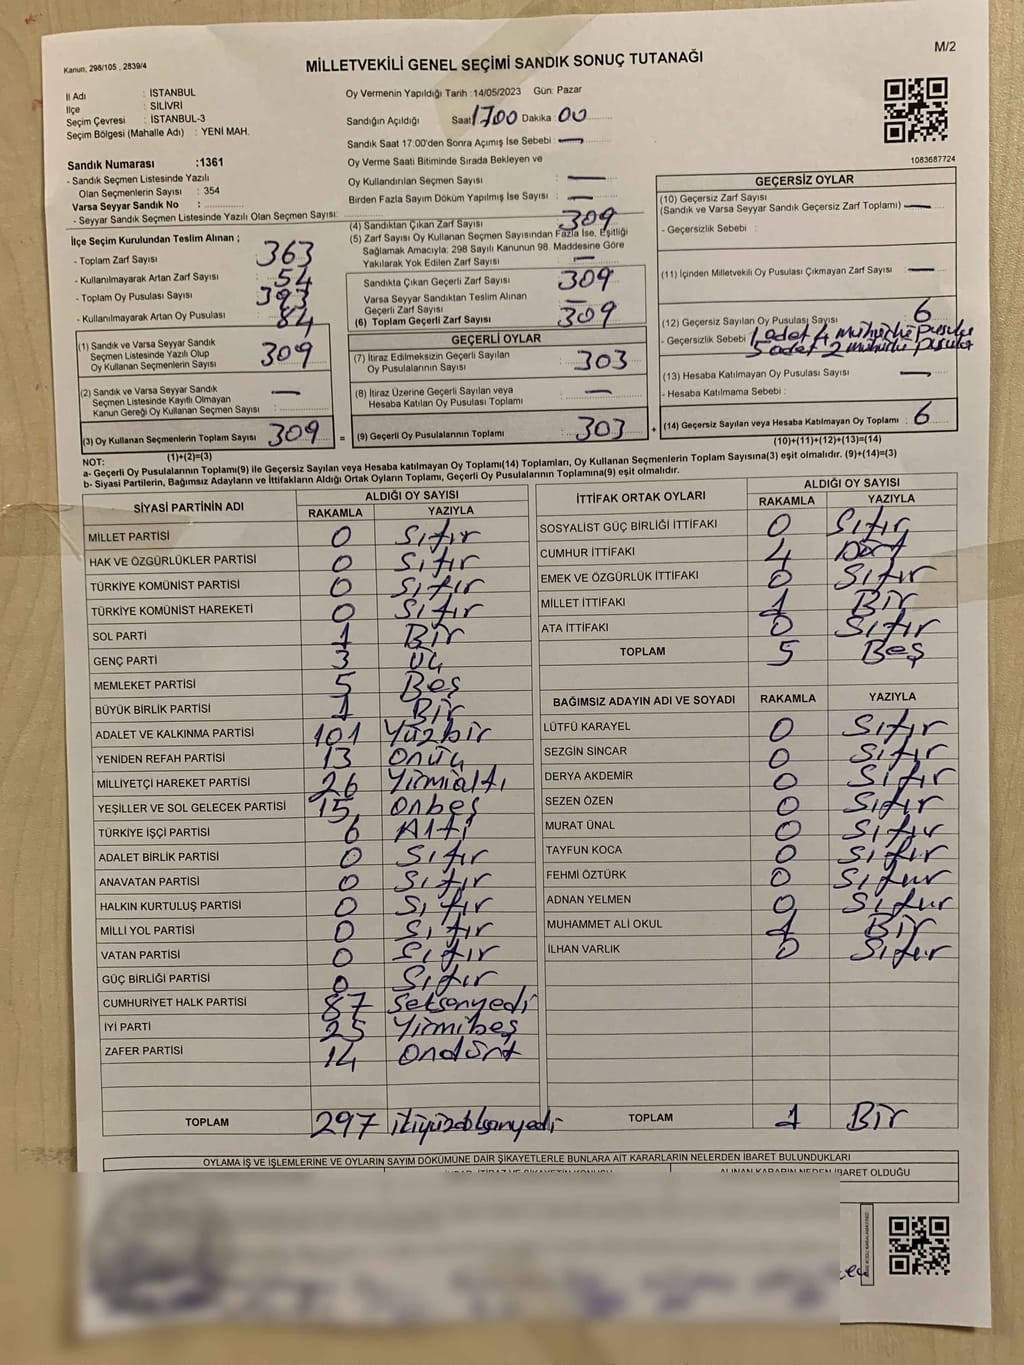 Kanun, 298/105 , 2839/4
MİLLETVEKİLİ GENEL SEÇİMİ SANDIK SONUÇ TUTANAĞI
M/2
İl Adı : İSTANBUL
İlçe : SİLİVRİ
Seçim Çevresi : İSTANBUL-3
Seçim Bölgesi (Mahalle Adı) : YENİ MAH.
Sandık Numarası :1361
- Sandık Seçmen Listesinde Yazılı
Olan Seçmenlerin Sayısı : 354
Varsa Seyyar Sandık No :
- Seyyar Sandık Seçmen Listesinde Yazılı Olan Seçmen Sayısı:
Oy Vermenin Yapıldığı Tarih :14/05/2023 Gün: Pazar
Sandığın Açıldığı Saat 1700 Dakika 00
Sandık Saat 17:00'den Sonra Açımış İse Sebebi : —
Oy Verme Saati Bitiminde Sırada Bekleyen ve
Oy Kullandırılan Seçmen Sayısı —
Birden Fazla Sayım Döküm Yapılmış İse Sayısı : —
(4) Sandıktan Çıkan Zarf Sayısı : 309
(5) Zarf Sayısı Oy Kullanan Seçmen Sayısından Fazla İse, Eşitliği
Sağlamak Amacıyla; 298 Sayılı Kanunun 98. Maddesine Göre
Yakılarak Yok Edilen Zarf Sayısı : —
1083687724
İlçe Seçim Kurulundan Teslim Alınan ;
- Toplam Zarf Sayısı : 363
- Kullanılmayarak Artan Zarf Sayısı : 54
- Toplam Oy Pusulası Sayısı : 393
- Kullanılmayarak Artan Oy Pusulası : 84
Sandıkta Çıkan Geçerli Zarf Sayısı : 309
Varsa Seyyar Sandıktan Teslim Alınan
Geçerli Zarf Sayısı : —
(6) Toplam Geçerli Zarf Sayısı : 309
GEÇERSİZ OYLAR
(10) Geçersiz Zarf Sayısı
(Sandık ve Varsa Seyyar Sandık Geçersiz Zarf Toplamı) : —
- Geçersizlik Sebebi :
(11) İçinden Milletvekili Oy Pusulası Çıkmayan Zarf Sayısı : —
(12) Geçersiz Sayılan Oy Pusulası Sayısı : 6
- Geçersizlik Sebebi : 1 adet 4 mühürlü pusula
5 adet 2 mühürlü pusula
(13) Hesaba Katılmayan Oy Pusulası Sayısı : —
- Hesaba Katılmama Sebebi :
(14) Geçersiz Sayılan veya Hesaba Katılmayan Oy Toplamı : 6
(10)+(11)+(12)+(13)=(14)
(1) Sandık ve Varsa Seyyar Sandık
Seçmen Listesinde Yazılı Olup
Oy Kullanan Seçmenlerin Sayısı : 309
(2) Sandık ve Varsa Seyyar Sandık
Seçmen Listesinde Kayıtlı Olmayan
Kanun Gereği Oy Kullanan Seçmen Sayısı : —
(3) Oy Kullanan Seçmenlerin Toplam Sayısı : 309 =
(1)+(2)=(3)
GEÇERLİ OYLAR
(7) İtiraz Edilmeksizin Geçerli Sayılan
Oy Pusulalarının Sayısı : 303
(8) İtiraz Üzerine Geçerli Sayılan veya
Hesaba Katılan Oy Pusulası Toplamı : —
(9) Geçerli Oy Pusulalarının Toplamı : 303 +
NOT:
a- Geçerli Oy Pusulalarının Toplamı(9) ile Geçersiz Sayılan veya Hesaba katılmayan Oy Toplamı(14) Toplamları, Oy Kullanan Seçmenlerin Toplam Sayısına(3) eşit olmalıdır. (9)+(14)=(3)
b- Siyasi Partilerin, Bağımsız Adayların ve İttifakların Aldığı Ortak Oyların Toplamı, Geçerli Oy Pusulalarının Toplamına(9) eşit olmalıdır.
SİYASİ PARTİNİN ADI ALDIĞI OY SAYISI
RAKAMLA YAZIYLA
MİLLET PARTİSİ 0 Sıfır
HAK VE ÖZGÜRLÜKLER PARTİSİ 0 Sıfır
TÜRKİYE KOMÜNİST PARTİSİ 0 Sıfır
TÜRKİYE KOMÜNİST HAREKETİ 0 Sıfır
SOL PARTİ 1 Bir
GENÇ PARTİ 3 Üç
MEMLEKET PARTİSİ 5 Beş
BÜYÜK BİRLİK PARTİSİ 1 Bir
ADALET VE KALKINMA PARTİSİ 101 Yüzbir
YENİDEN REFAH PARTİSİ 13 Onüç
MİLLİYETÇİ HAREKET PARTİSİ 26 Yirmialtı
YEŞİLLER VE SOL GELECEK PARTİSİ 15 Onbeş
TÜRKİYE İŞÇİ PARTİSİ 6 Altı
ADALET BİRLİK PARTİSİ 0 Sıfır
ANAVATAN PARTİSİ 0 Sıfır
HALKIN KURTULUŞ PARTİSİ 0 Sıfır
MİLLİ YOL PARTİSİ 0 Sıfır
VATAN PARTİSİ 0 Sıfır
GÜÇ BİRLİĞİ PARTİSİ 0 Sıfır
CUMHURİYET HALK PARTİSİ 87 Seksenyedi
İYİ PARTİ 25 Yirmibeş
ZAFER PARTİSİ 14 Ondört
TOPLAM 297 ikiyüzdoksanyedi
İTTİFAK ORTAK OYLARI ALDIĞI OY SAYISI
RAKAMLA YAZIYLA
SOSYALİST GÜÇ BİRLİĞİ İTTİFAKI 0 Sıfır
CUMHUR İTTİFAKI 4 Dört
EMEK VE ÖZGÜRLÜK İTTİFAKI 0 Sıfır
MİLLET İTTİFAKI 1 Bir
ATA İTTİFAKI 0 Sıfır
TOPLAM 5 Beş
BAĞIMSIZ ADAYIN ADI VE SOYADI RAKAMLA YAZIYLA
LÜTFÜ KARAYEL 0 Sıfır
SEZGİN SİNCAR 0 Sıfır
DERYA AKDEMİR 0 Sıfır
SEZEN ÖZEN 0 Sıfır
MURAT ÜNAL 0 Sıfır
TAYFUN KOCA 0 Sıfır
FEHMİ ÖZTÜRK 0 Sıfır
ADNAN YELMEN 0 Sıfır
MUHAMMET ALİ OKUL 1 Bir
İLHAN VARLIK 0 Sıfır
TOPLAM 1 Bir
OYLAMA İŞ VE İŞLEMLERİNE VE OYLARIN SAYIM DÖKÜMÜNE DAİR ŞİKAYETLERLE BUNLARA AİT KARARLARIN NELERDEN İBARET BULUNDUKLARI
ALINAN KARARIN NEDEN İBARET OLDUĞU